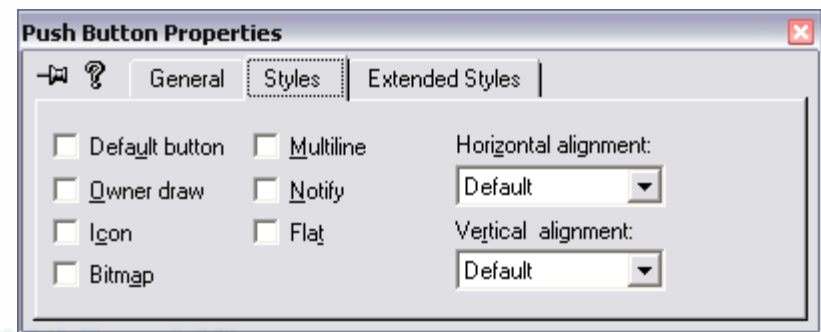 Push Button Properties
General Styles Extended Styles
Default button Multiline Horizontal alignment:
Owner draw Notify Default
Icon Flat Vertical alignment:
Bitmap Default